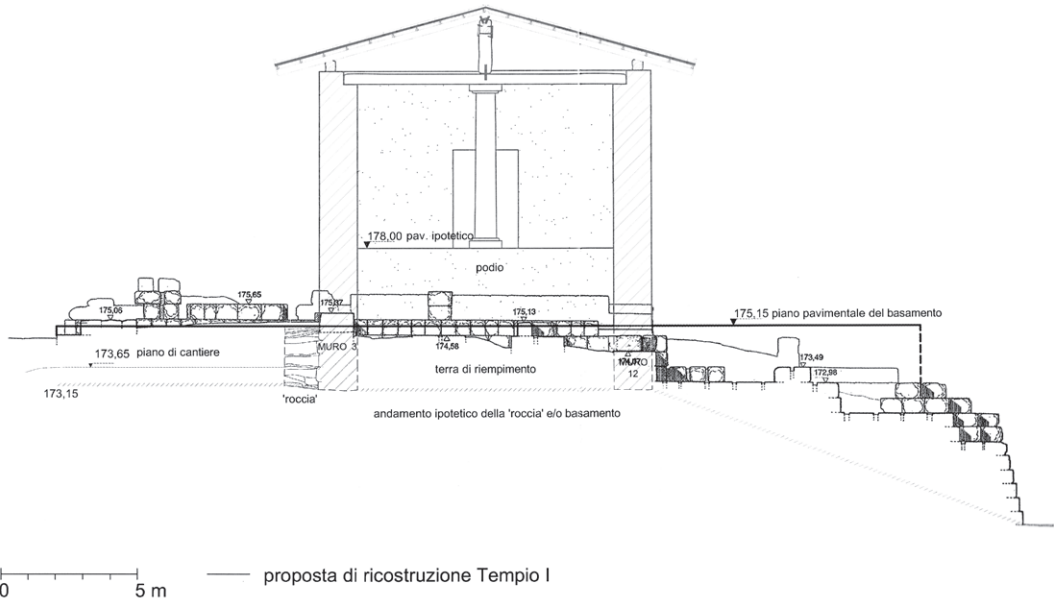 178,00 pav. ipotetico
podio
175,65
175,06
175,37
175,13
175,15 piano pavimentale del basamento
173,65 piano di cantiere
MURO 3
174,58
terra di riempimento
MURO
12
173,49
172,98
173,15
'roccia'
andamento ipotetico della 'roccia' e/o basamento
0
5 m
proposta di ricostruzione Tempio I